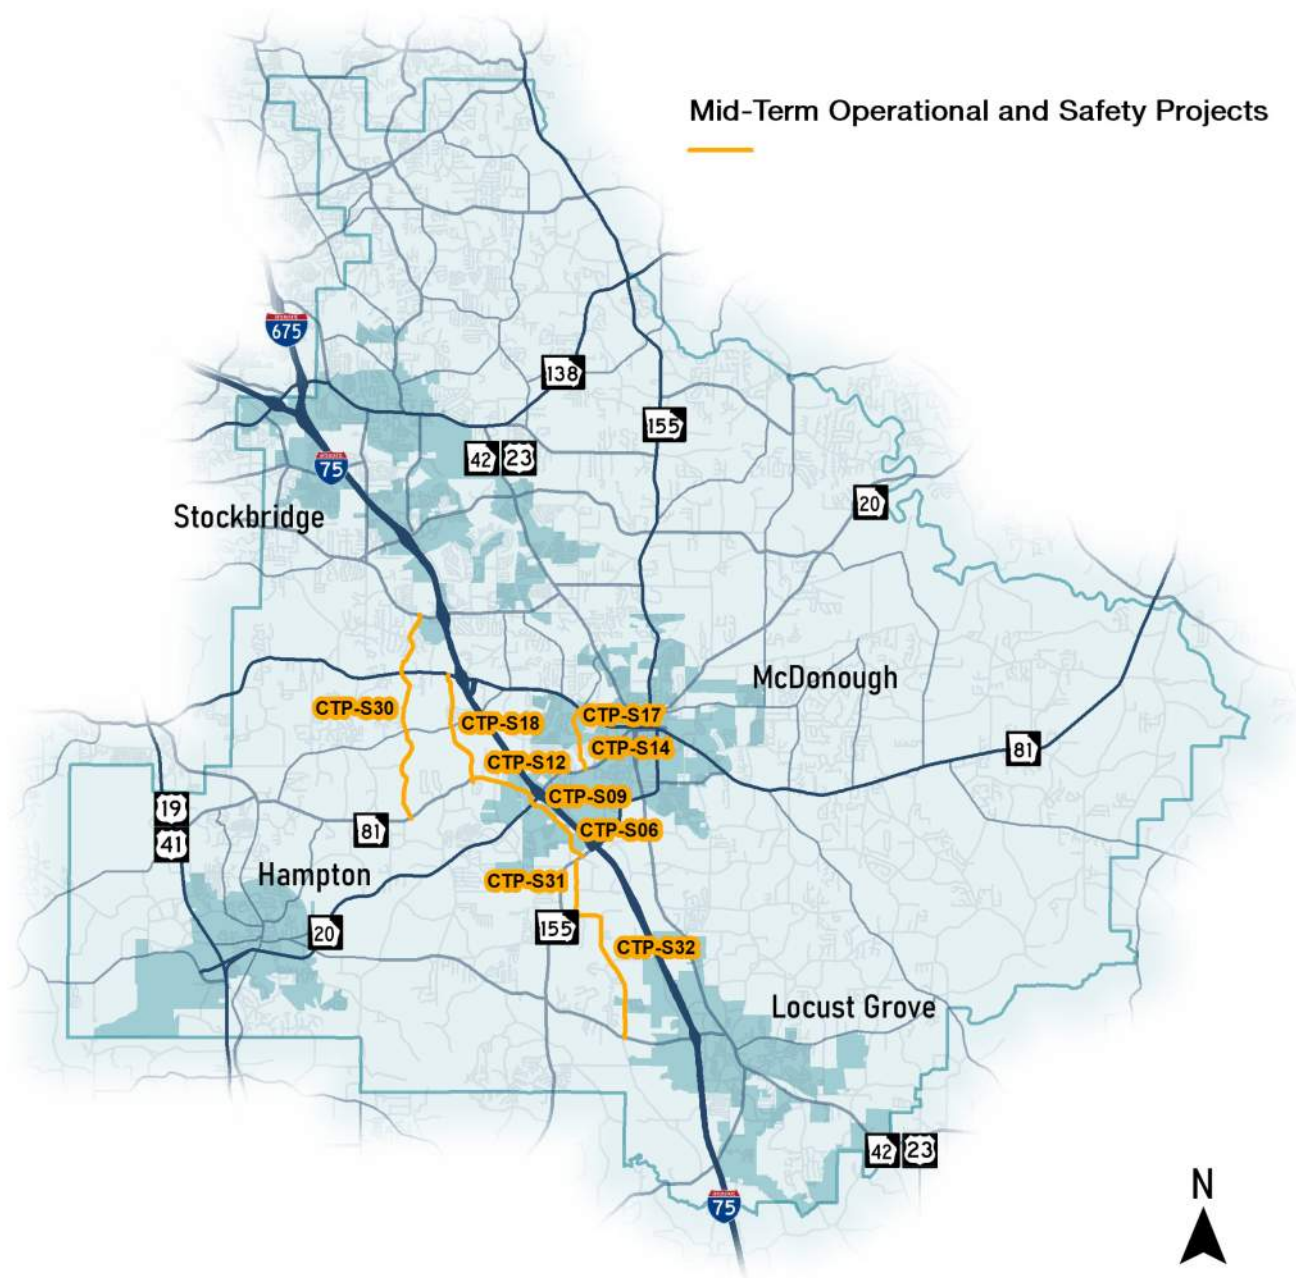 Mid-Term Operational and Safety Projects
675
138
155
42
23
75
20
Stockbridge
McDonough
CTP-S30
CTP-S17
CTP-S18
CTP-S14
81
CTP-S12
CTP-S09
19
81
CTP-S06
41
Hampton
CTP-S31
20
155
CTP-S32
Locust Grove
42
23
N
75